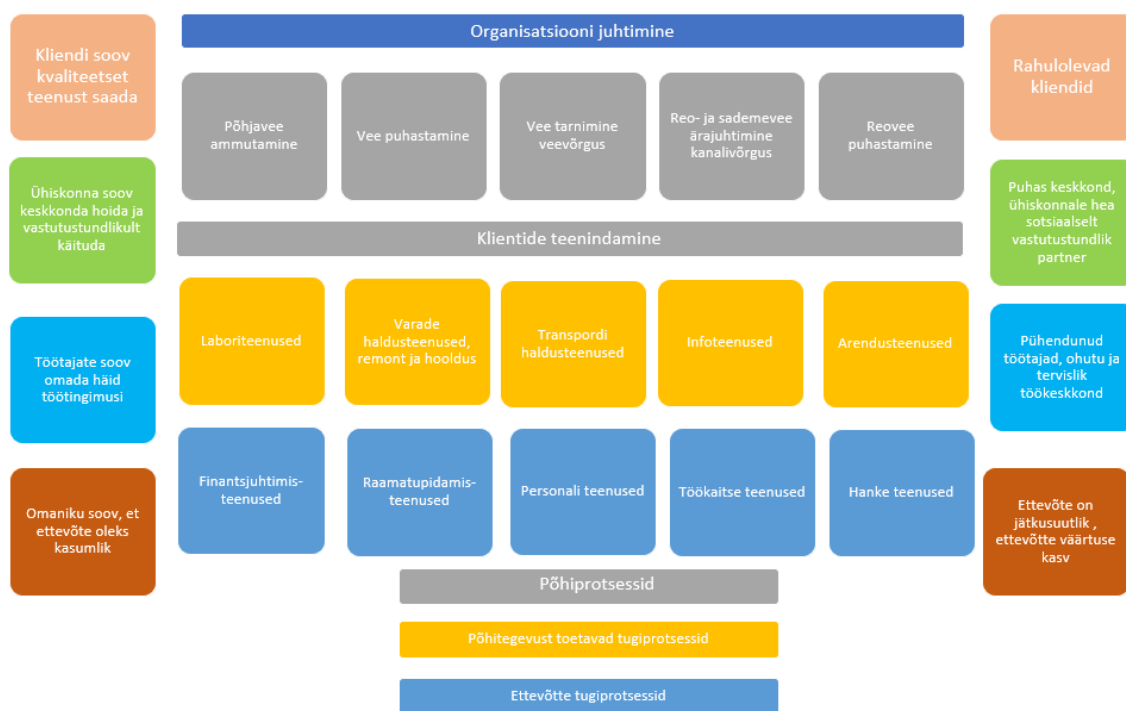 Organisatsiooni juhtimine
Kliendi soov
kvaliteetset
teenust saada
Rahulolevad
kliendid
Põhjavee
ammutamine
Vee puhastamine
Vee tarnimine
veevõrgus
Reo- ja sademevee
ärajuhtimine
kanalivõrgus
Reovee
puhastamine
Ühiskonna soov
keskkonda hoida ja
vastutustundlikult
käituda
Puhas keskkond,
ühiskonnale hea
sotsiaalselt
vastutustundlik
partner
Klientide teenindamine
Laboriteenused
Varade
haldusteenused,
remont ja hooldus
Transpordi
haldusteenused
Infoteenused
Arendusteenused
Töötajate soov
omada häid
töötingimusi
Pühendunud
töötajad, ohutu ja
tervislik
töökeskkond
Finantsjuhtimis-
teenused
Raamatupidamis-
teenused
Personali teenused
Töökaitse teenused
Hanke teenused
Omaniku soov, et
ettevõte oleks
kasumlik
Ettevõte on
jätkusuutlik ,
ettevõtte väärtuse
kasv
Põhiprotsessid
Põhitegevust toetavad tugiprotsessid
Ettevõtte tugiprotsessid